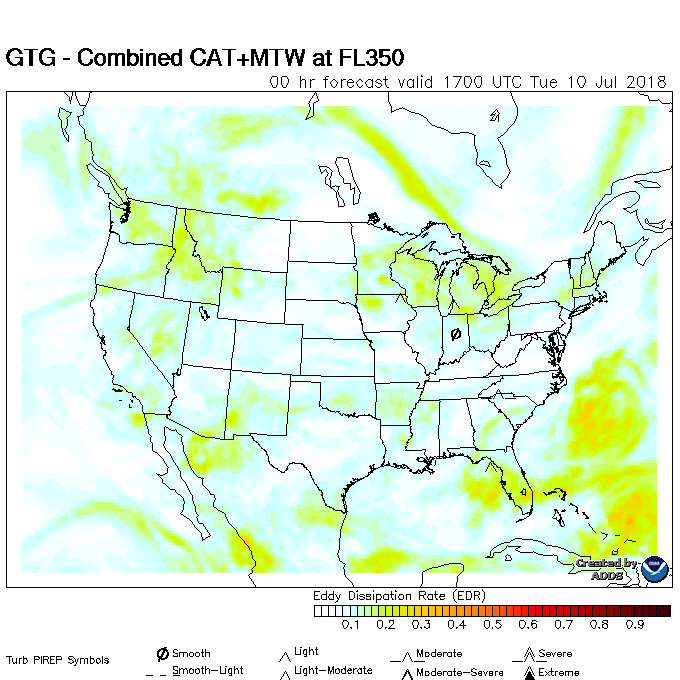 GTG - Combined CAT+MTW at FL350
00 hr forecast valid 1700 UTC Tue 10 Jul 2018
Created by
ADDS
Eddy Dissipation Rate (EDR)
0.1 0.2 0.3 0.4 0.5 0.6 0.7 0.8 0.9
Turb PIREP Symbols
Smooth Light Moderate Severe
Smooth-Light Light-Moderate Moderate-Severe Extreme